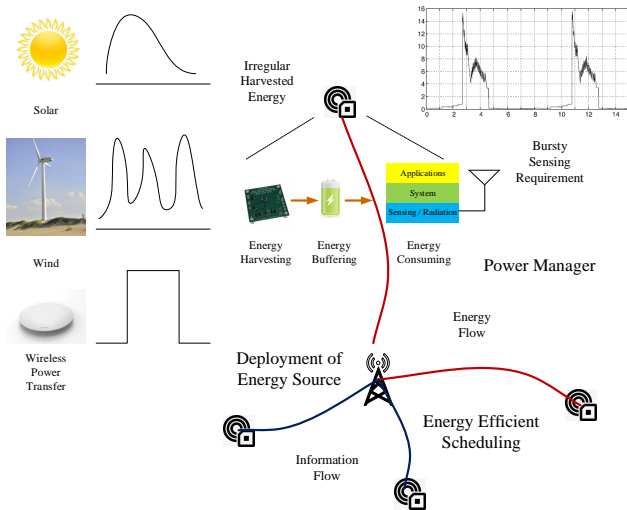 Solar
Wind
Wireless
Power
Transfer
Irregular
Harvested
Energy
16
14
12
10
8
6
4
2
0
0 2 4 6 8 10 12 14
Bursty
Sensing
Requirement
Applications
System
Sensing / Radiation
Energy
Harvesting
Energy
Buffering
Energy
Consuming
Power Manager
Energy
Flow
Deployment of
Energy Source
Energy Efficient
Scheduling
Information
Flow